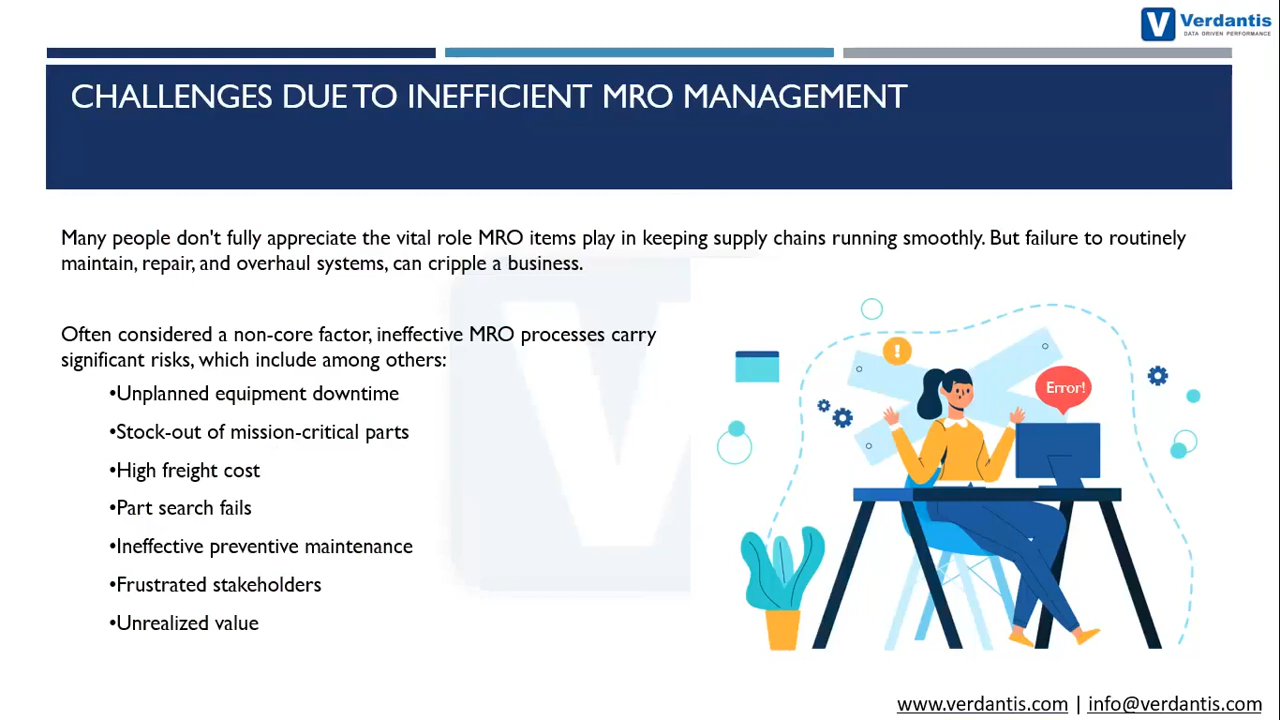 Verdantis
DATA DRIVEN PERFORMANCE
CHALLENGES DUE TO INEFFICIENT MRO MANAGEMENT
Many people don't fully appreciate the vital role MRO items play in keeping supply chains running smoothly. But failure to routinely
maintain, repair, and overhaul systems, can cripple a business.
Often considered a non-core factor, ineffective MRO processes carry
significant risks, which include among others:
•Unplanned equipment downtime
•Stock-out of mission-critical parts
•High freight cost
•Part search fails
•Ineffective preventive maintenance
•Frustrated stakeholders
•Unrealized value
!
Error!
www.verdantis.com | info@verdantis.com